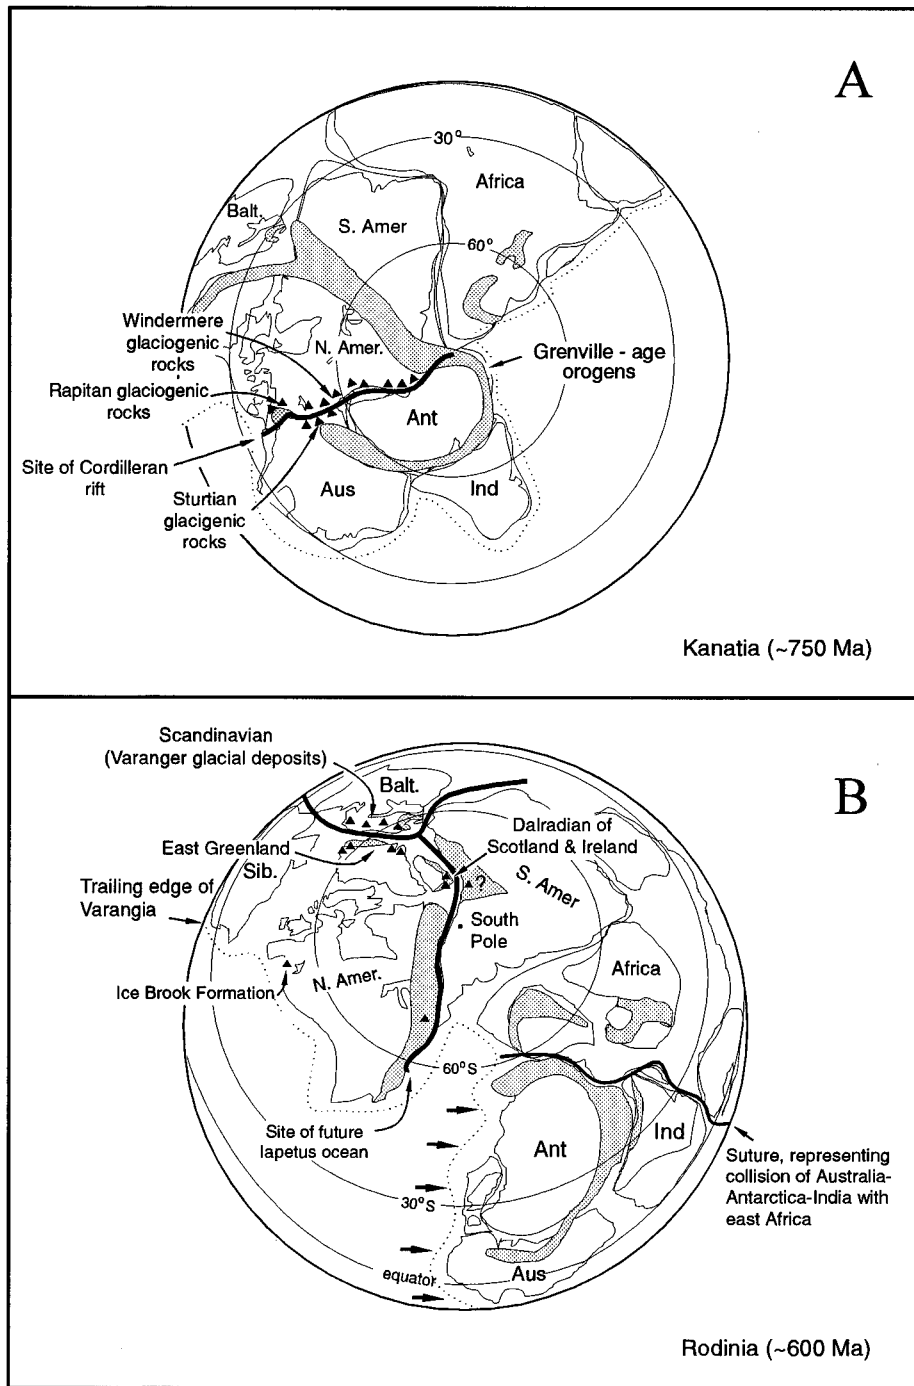 A
30°
Africa
Balt.
S. Amer
60°
Windermere
glaciogenic
rocks
N. Amer.
Grenville - age
orogens
Rapitan glaciogenic
rocks
Ant
Site of Cordilleran
rift
Aus
Ind
Sturtian
glacigenic
rocks
Kanatia (~750 Ma)
Scandinavian
(Varanger glacial deposits)
Balt.
B
East Greenland
Sib.
Dalradian of
Scotland & Ireland
Trailing edge of
Varangia
?
S. Amer
South
Pole
Africa
N. Amer.
Ice Brook Formation
60°S
Site of future
Iapetus ocean
Ant
Ind
Suture, representing
collision of Australia-
Antarctica-India with
east Africa
30°S
equator
Aus
Rodinia (~600 Ma)